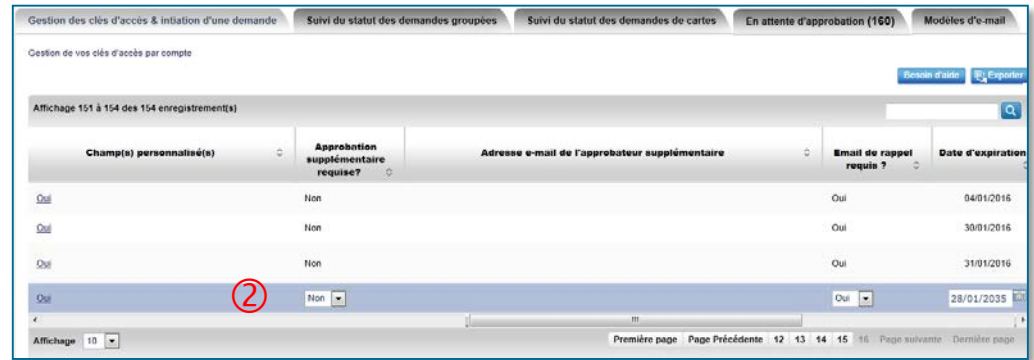 Gestion des clés d'accès & intiation d'une demande Suivi du statut des demandes groupées Suivi du statut des demandes de cartes En attente d'approbation (160) Modèles d'e-mail
Gestion de vos clés d'accès par compte
Besoin d'aide Exporter
Affichage 151 à 154 des 154 enregistrement(s)
Champ(s) personnalisé(s) Approbation supplémentaire requise? Adresse e-mail de l'approbateur supplémentaire Email de rappel requis ? Date d'expiration
Oui Non Oui 04/01/2016
Oui Non Oui 30/01/2016
Oui Non Oui 31/01/2016
Oui 2 Non Oui 28/01/2035
Affichage 10 Première page Page Précédente 12 13 14 15 16 Page suivante Dernière page